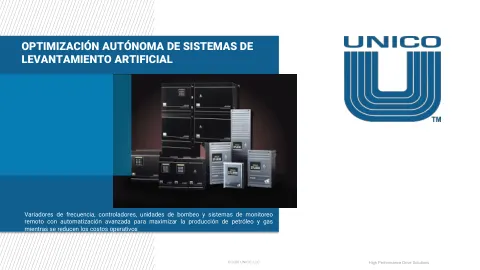 OPTIMIZACIÓN AUTÓNOMA DE SISTEMAS DE
LEVANTAMIENTO ARTIFICIAL
UNICO
TM
Variadores de frecuencia, controladores, unidades de bombeo y sistemas de monitoreo
remoto con automatización avanzada para maximizar la producción de petróleo y gas
mientras se reducen los costos operativos
High Performance Drive Solutions